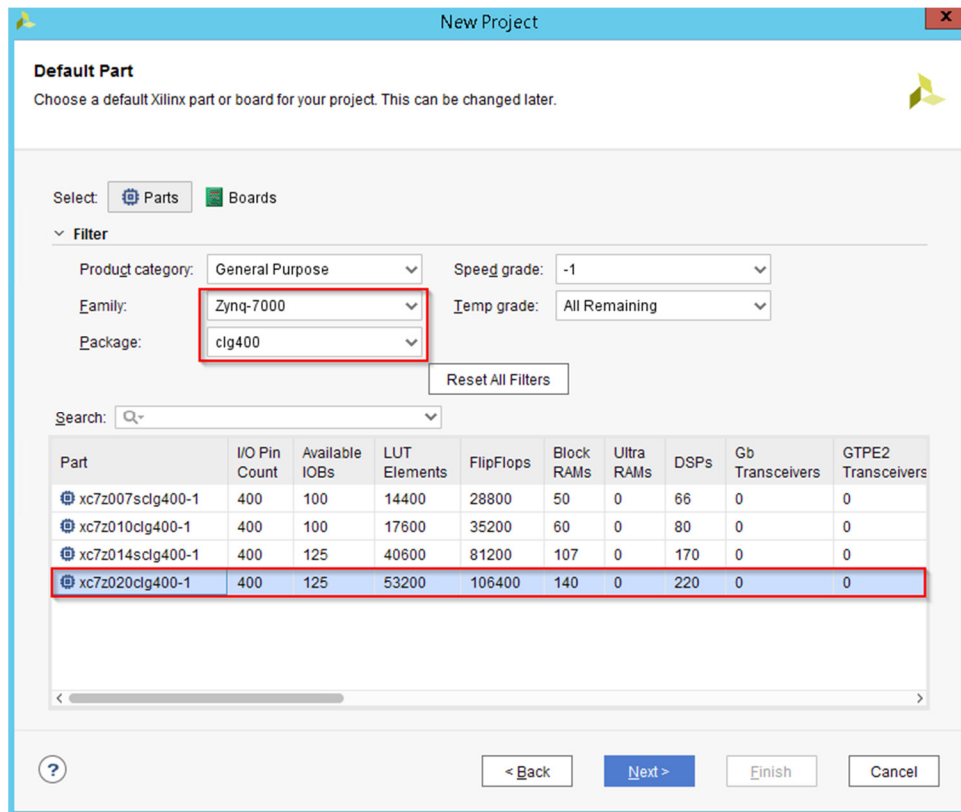 New Project
x
Default Part
Choose a default Xilinx part or board for your project. This can be changed later.
Select: Parts Boards
Filter
Product category: General Purpose Speed grade: -1
Family: Zynq-7000 Temp grade: All Remaining
Package: clg400
Reset All Filters
Search: Q
Part I/O Pin Count Available IOBs LUT Elements FlipFlops Block RAMs Ultra RAMs DSPs Gb Transceivers GTPE2 Transceivers
xc7z007sclg400-1 400 100 14400 28800 50 0 66 0 0
xc7z010clg400-1 400 100 17600 35200 60 0 80 0 0
xc7z014sclg400-1 400 125 40600 81200 107 0 170 0 0
xc7z020clg400-1 400 125 53200 106400 140 0 220 0 0
? < Back Next > Finish Cancel